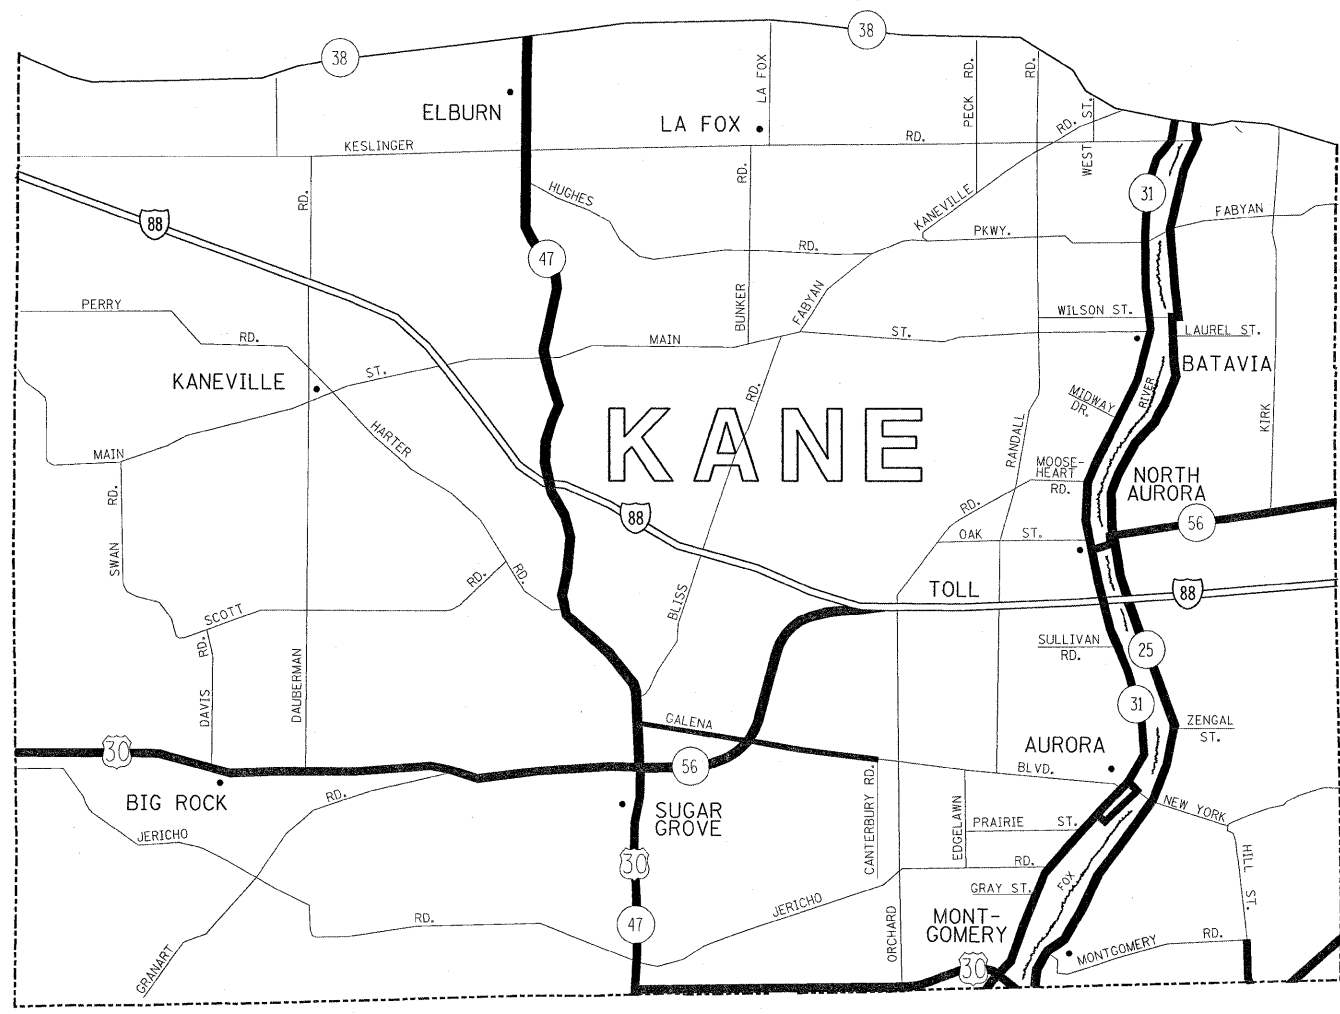 38
38
ELBURN
LA FOX
LA FOX
PECK RD.
RD.
WEST ST.
RD.
KESLINGER
RD.
RD.
RD.
31
88
HUGHES
RD.
KANEVILLE
PKWY.
FABYAN
47
PERRY
RD.
BUNKER
FABYAN
MAIN
ST.
WILSON ST.
LAUREL ST.
KANEVILLE
ST.
BATAVIA
RD.
MIDWAY
DR.
RIVER
KANE
KIRK
HARTER
MAIN
RANDALL
MOOSE-
HEART
RD.
NORTH
AURORA
RD.
RD.
88
OAK ST.
56
SWAN
RD.
RD.
BLISS
TOLL
88
SCOTT
RD.
SULLIVAN
RD.
25
DAUBERMAN
DAVIS
31
GALENA
ZENGAL
ST.
30
56
AURORA
BLVD.
BIG ROCK
RD.
SUGAR
GROVE
CANTERBURY RD.
EDGELAWN
PRAIRIE ST.
NEW YORK
JERICHO
30
RD.
HILL ST.
GRAY ST.
FOX
RD.
47
JERICHO
ORCHARD
MONT-
GOMERY
RD.
MONTGOMERY
GRANART
30